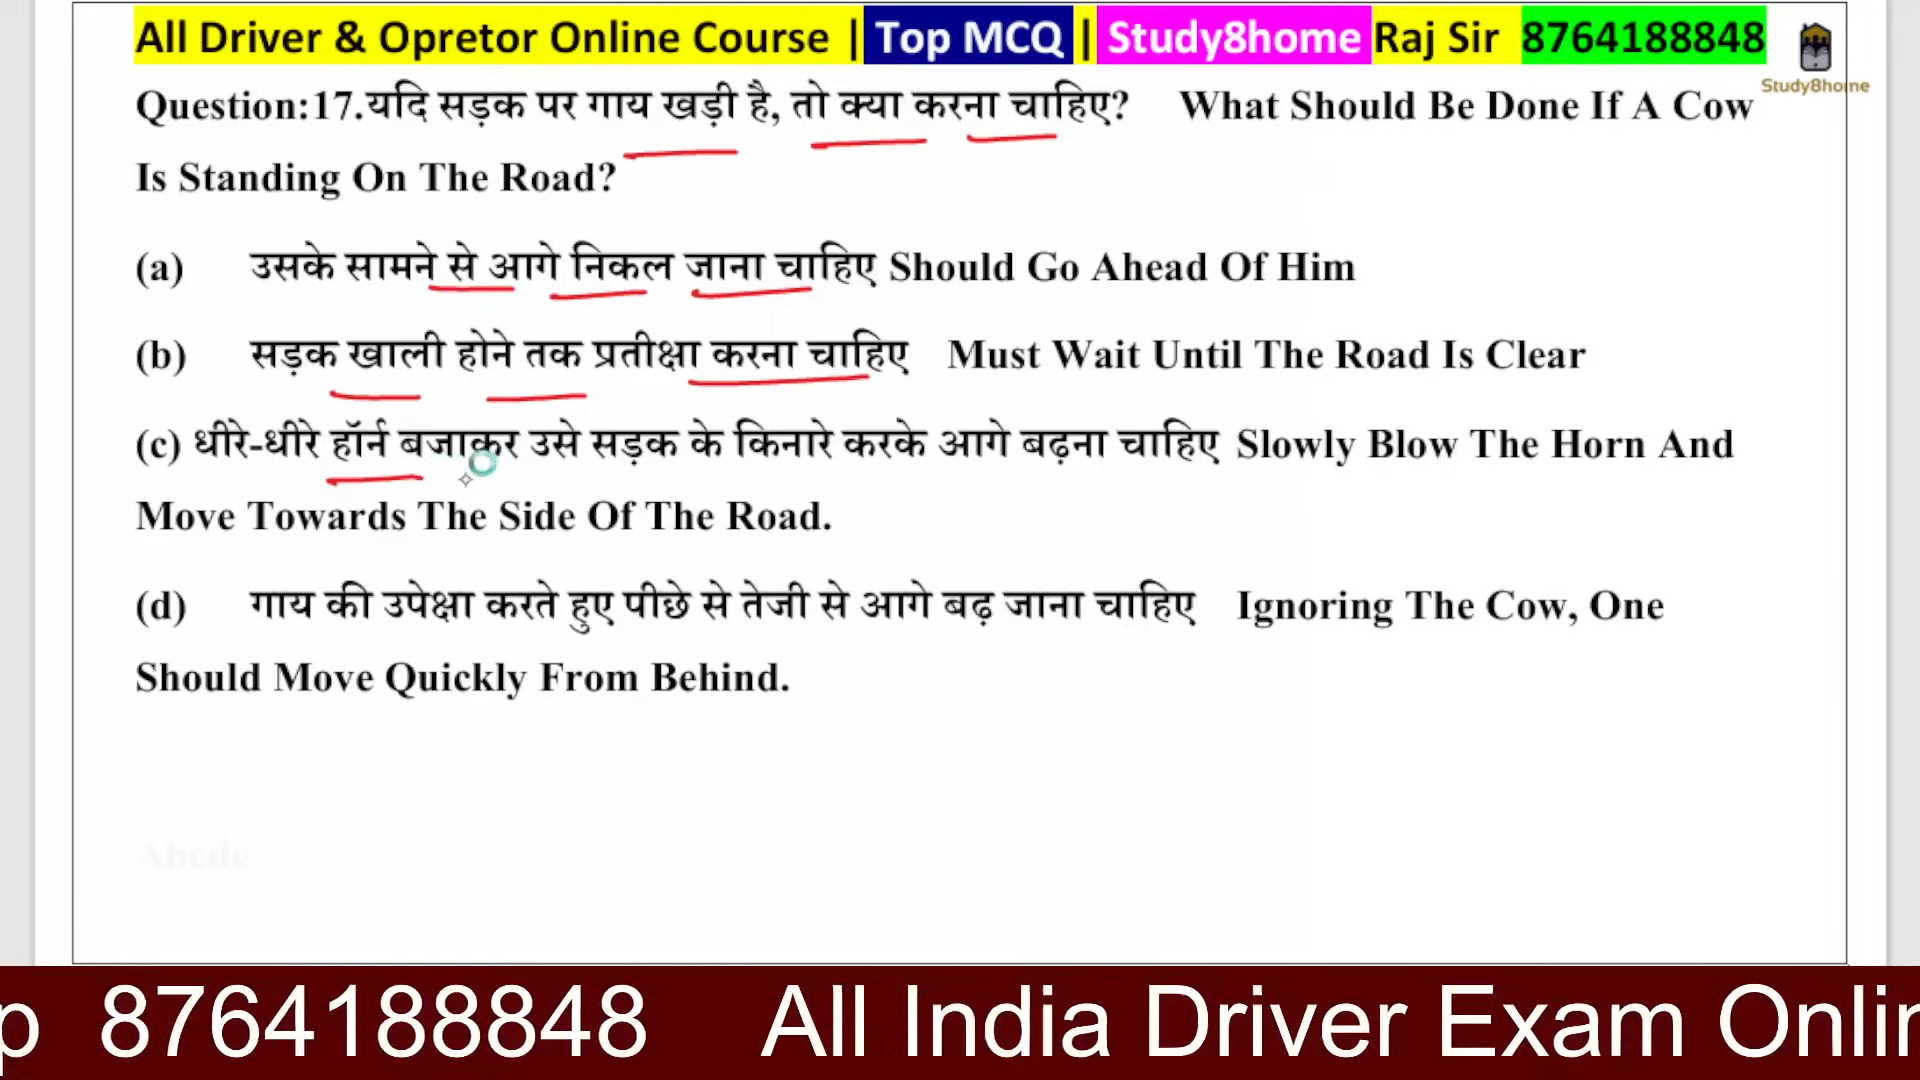 All Driver & Opretor Online Course | Top MCQ | Study8home Raj Sir 8764188848
Study8home
Question:17.यदि सड़क पर गाय खड़ी है, तो क्या करना चाहिए? What Should Be Done If A Cow
Is Standing On The Road?
(a) उसके सामने से आगे निकल जाना चाहिए Should Go Ahead Of Him
(b) सड़क खाली होने तक प्रतीक्षा करना चाहिए Must Wait Until The Road Is Clear
(c) धीरे-धीरे हॉर्न बजाकर उसे सड़क के किनारे करके आगे बढ़ना चाहिए Slowly Blow The Horn And
Move Towards The Side Of The Road.
(d) गाय की उपेक्षा करते हुए पीछे से तेजी से आगे बढ़ जाना चाहिए Ignoring The Cow, One
Should Move Quickly From Behind.
Abcde
p 8764188848 All India Driver Exam Onlin